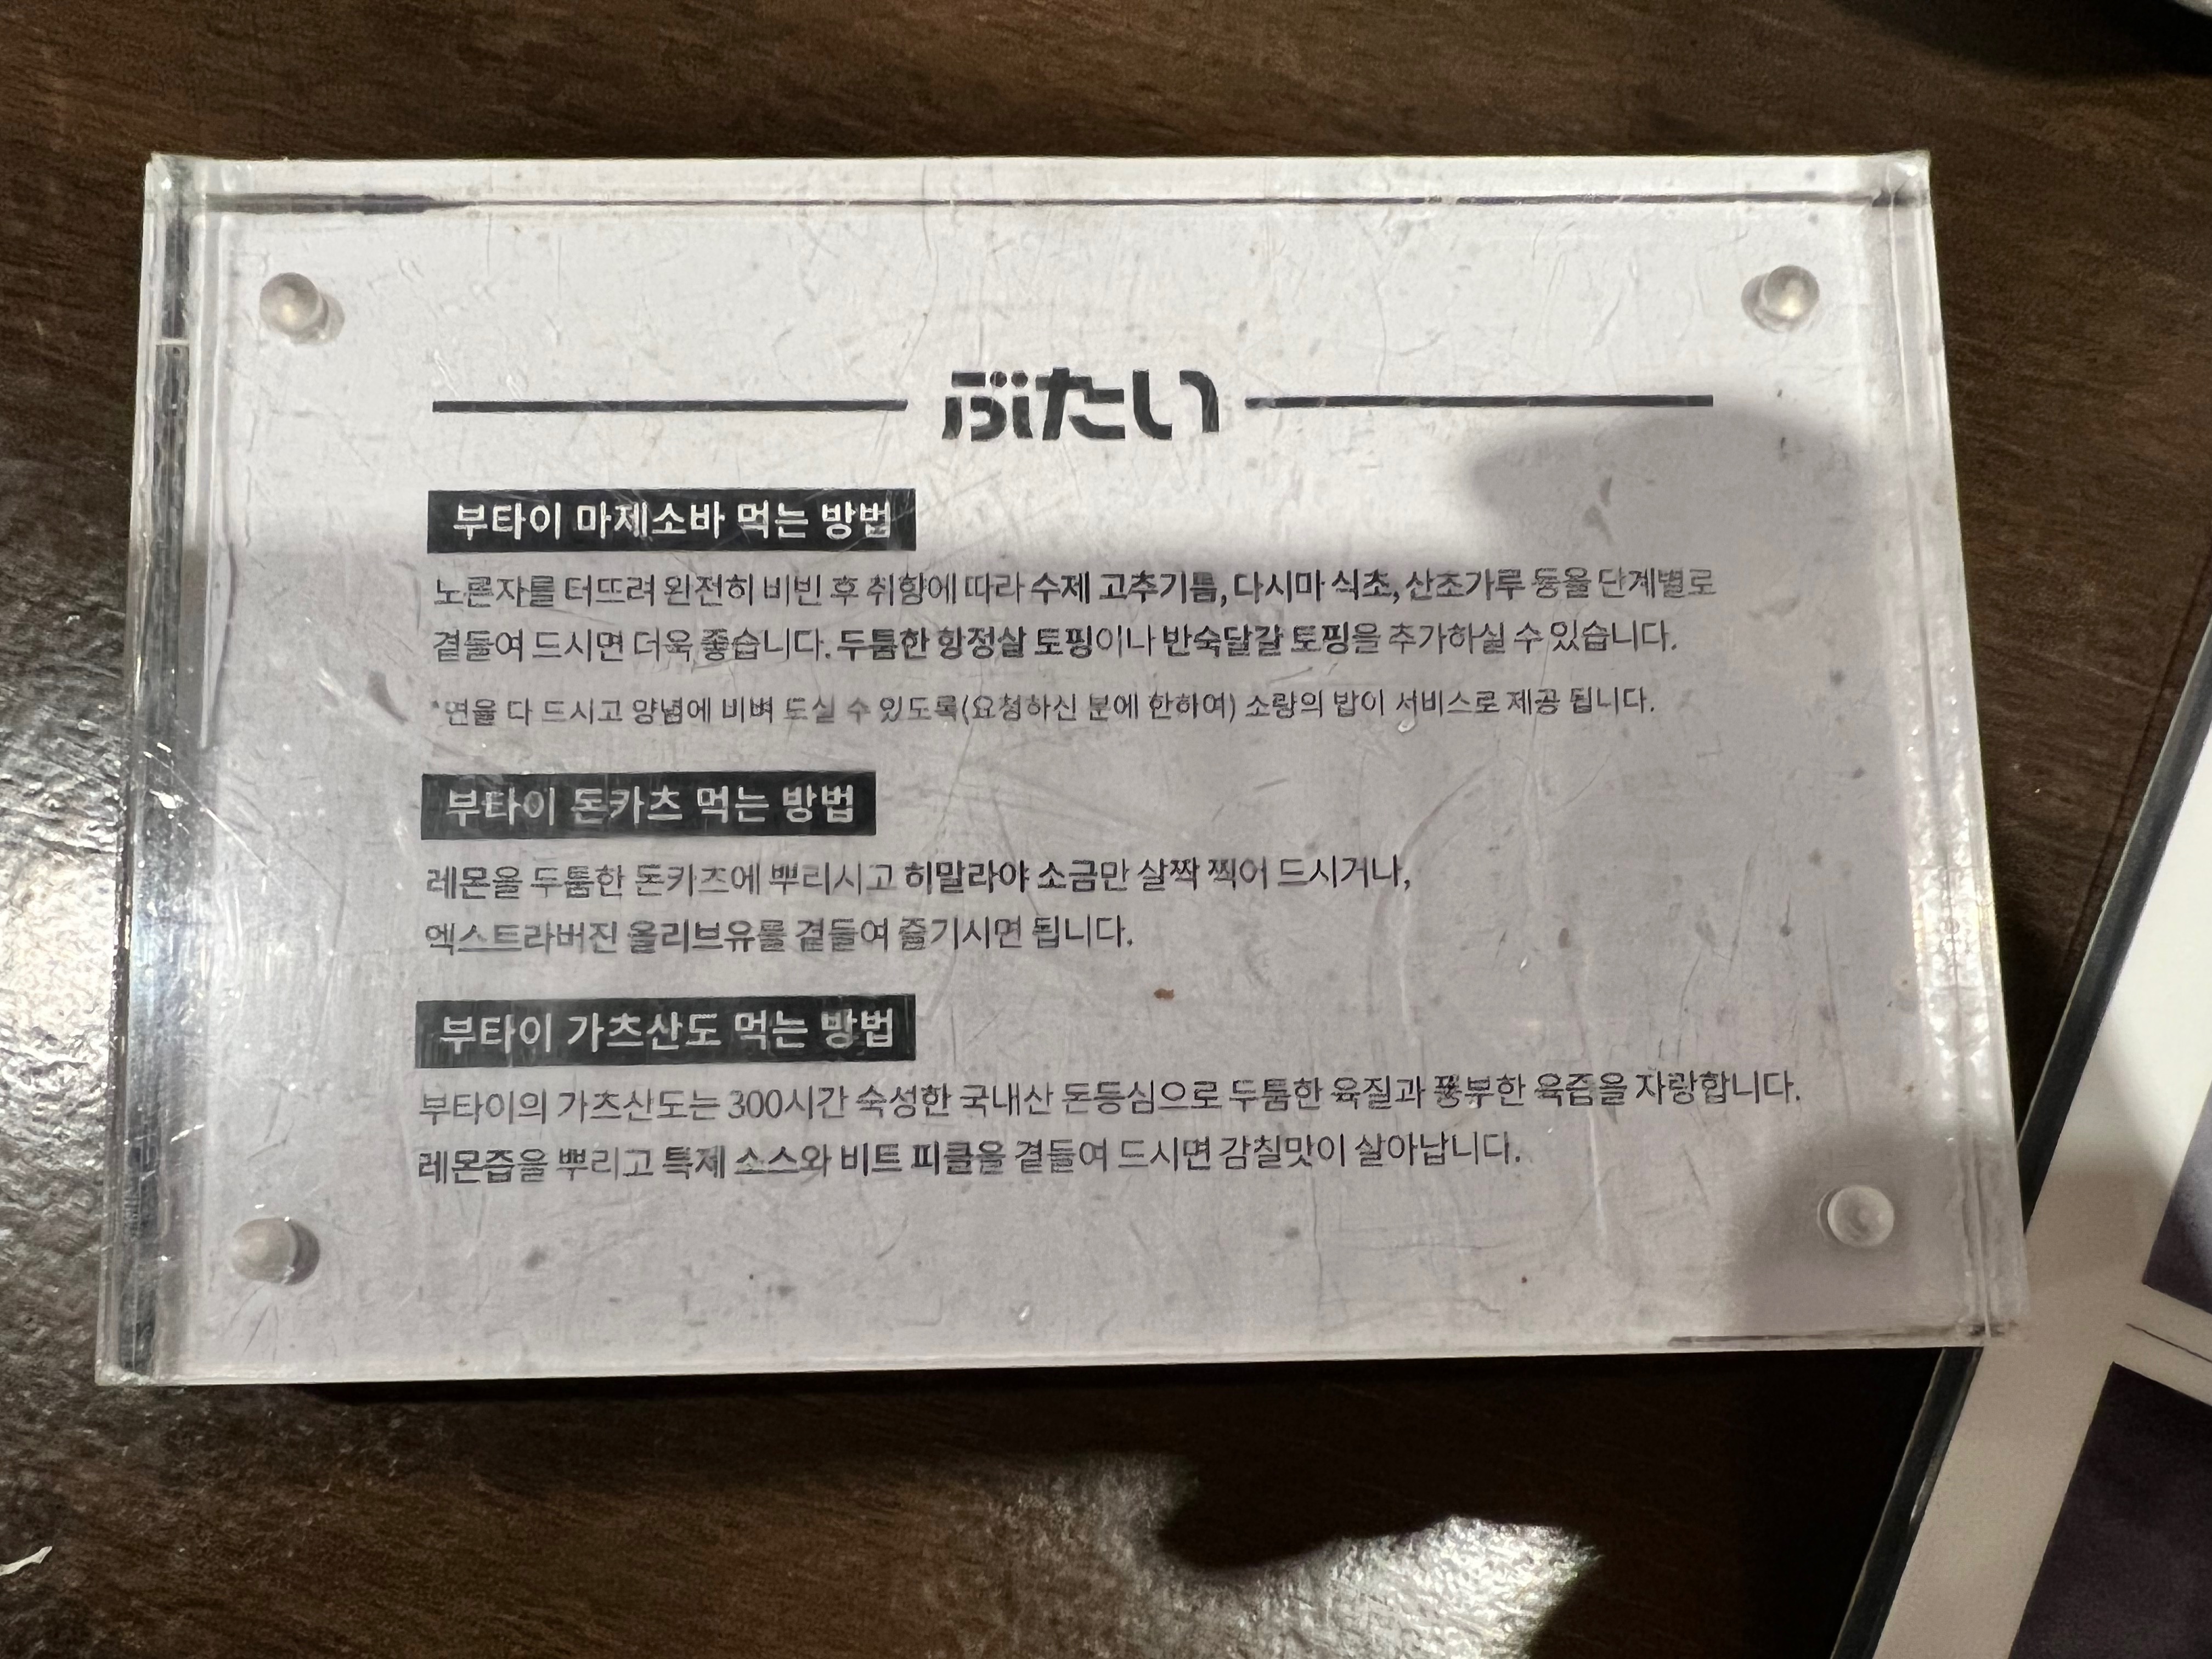 ぶたい
부타이 마제소바 먹는 방법
노른자를 터뜨려 완전히 비빈 후 취향에 따라 수제 고추기름, 다시마 식초, 산초가루 등을 단계별로
곁들여 드시면 더욱 좋습니다. 두툼한 항정살 토핑이나 반숙달걀 토핑을 추가하실 수 있습니다.
*면을 다 드시고 양념에 비벼 드실 수 있도록(요청하신 분에 한하여) 소량의 밥이 서비스로 제공 됩니다.
부타이 돈카츠 먹는 방법
레몬을 두툼한 돈카츠에 뿌리시고 히말라야 소금만 살짝 찍어 드시거나,
엑스트라버진 올리브유를 곁들여 즐기시면 됩니다.
부타이 가츠산도 먹는 방법
부타이의 가츠산도는 300시간 숙성한 국내산 돈등심으로 두툼한 육질과 풍부한 육즙을 자랑합니다.
레몬즙을 뿌리고 특제 소스와 비트 피클을 곁들여 드시면 감칠맛이 살아납니다.